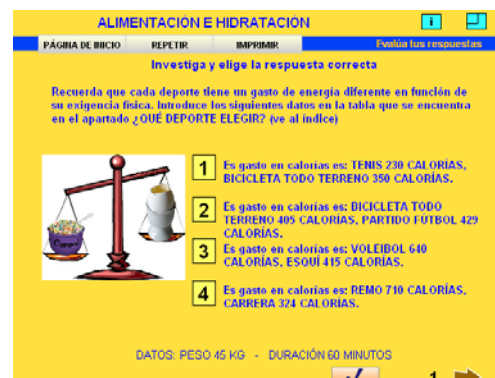 ALIMENTACIÓN E HIDRATACIÓN
i
PÁGINA DE INICIO REPETIR IMPRIMIR Evalúa tus respuestas
Investiga y elige la respuesta correcta
Recuerda que cada deporte tiene un gasto de energía diferente en función de
su exigencia física. Introduce los siguientes datos en la tabla que se encuentra
en el apartado ¿QUÉ DEPORTE ELEGIR? (ve al índice)
1 Es gasto en calorías es: TENIS 230 CALORÍAS,
BICICLETA TODO TERRENO 350 CALORÍAS.
2 Es gasto en calorías es: BICICLETA TODO
TERRENO 405 CALORÍAS, PARTIDO FÚTBOL 429
CALORÍAS.
3 Es gasto en calorías es: VOLEIBOL 640
CALORÍAS, ESQUÍ 415 CALORÍAS.
4 Es gasto en calorías es: REMO 710 CALORÍAS,
CARRERA 324 CALORÍAS.
DATOS: PESO 45 KG - DURACIÓN 60 MINUTOS
1